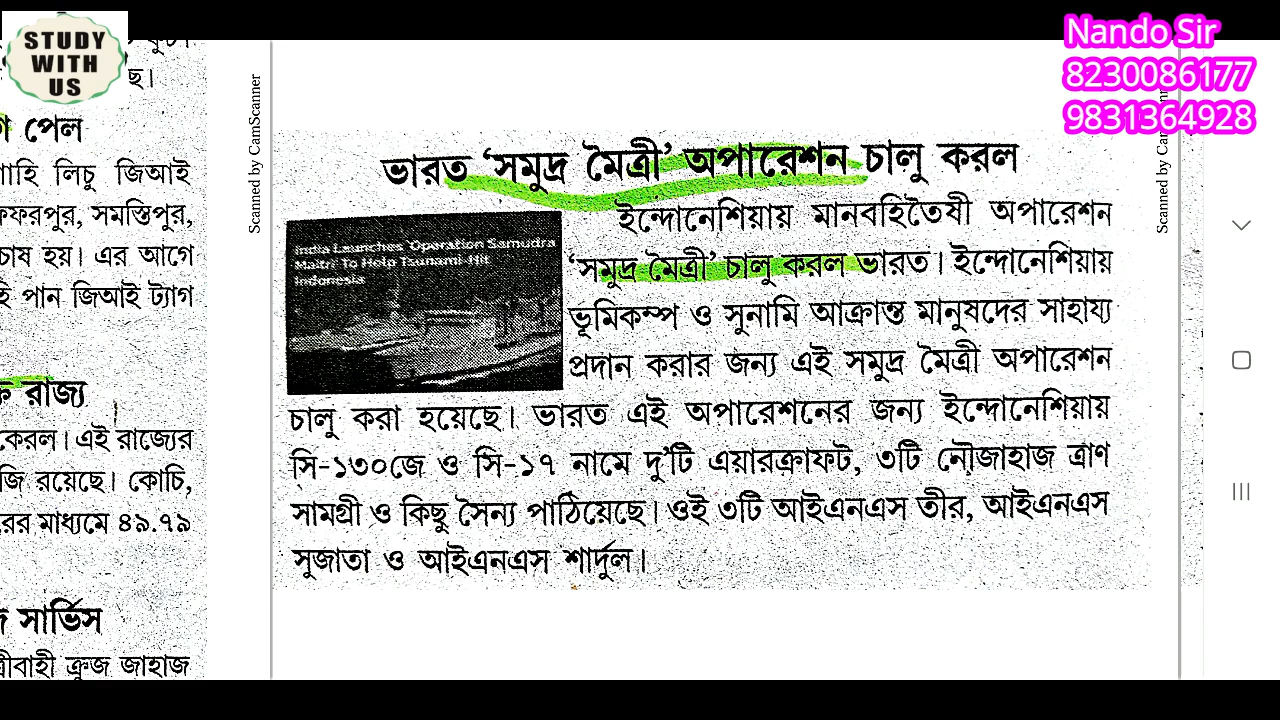 STUDY
WITH
US
Nando Sir
8230086177
9831364928
ছ।
পেল
লিচু জিআই
সমস্তিপুর,
চাষ হয়। এর আগে
পান জিআই ট্যাগ
রাজ্য
কেরল। এই রাজ্যের
রয়েছে। কোচি,
মাধ্যমে ৪৯.৭৯
সার্ভিস
ক্রুজ জাহাজ
Scanned by CamScanner
ভারত ‘সমুদ্র মৈত্রী’ অপারেশন চালু করল
India Launches 'Operation Samudra
Maitri' To Help Tsunami-Hit
Indonesia
ইন্দোনেশিয়ায় মানবহিতৈষী অপারেশন
‘সমুদ্র মৈত্রী’ চালু করল ভারত। ইন্দোনেশিয়ায়
ভূমিকম্প ও সুনামি আক্রান্ত মানুষদের সাহায্য
প্রদান করার জন্য এই সমুদ্র মৈত্রী অপারেশন
চালু করা হয়েছে। ভারত এই অপারেশনের জন্য ইন্দোনেশিয়ায়
সি-১৩০জে ও সি-১৭ নামে দু’টি এয়ারক্রাফট, ৩টি নৌজাহাজ ত্রাণ
সামগ্রী ও কিছু সৈন্য পাঠিয়েছে। ওই ৩টি আইএনএস তীর, আইএনএস
সুজাতা ও আইএনএস শার্দুল।
Scanned by